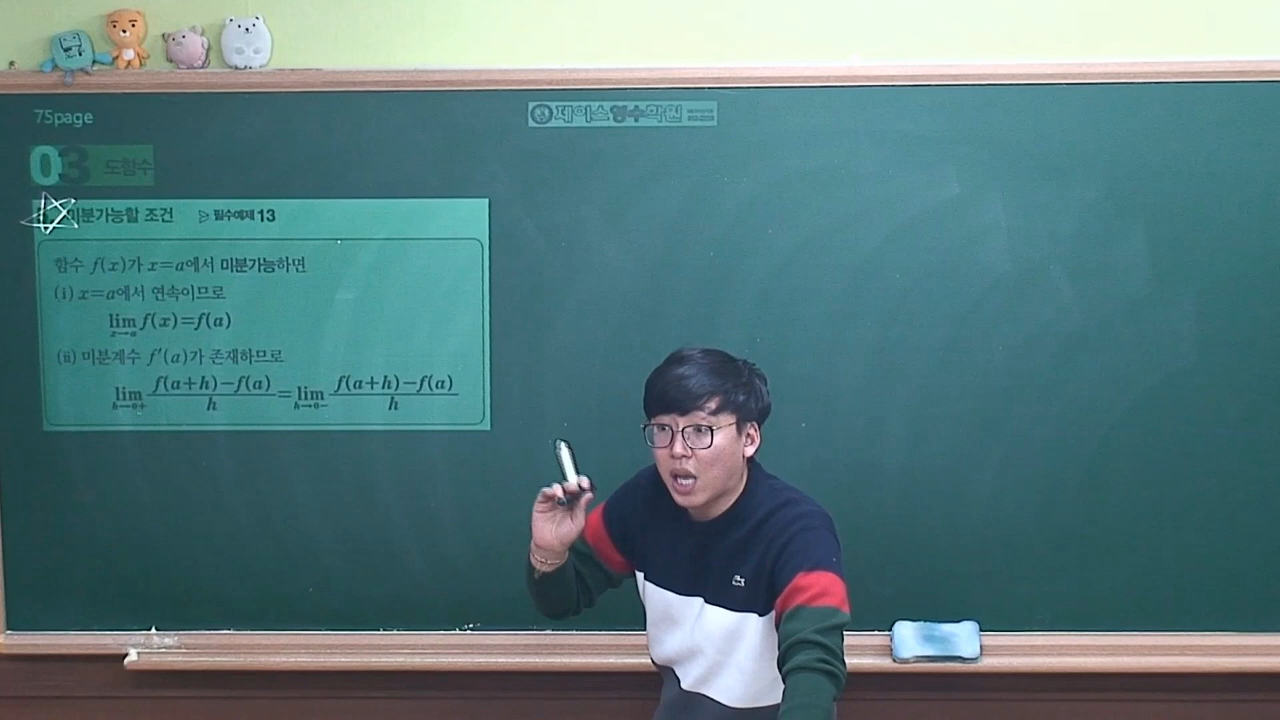 75page
제이스영수학원
03 도함수
미분가능할 조건 ▷ 필수예제 13
함수 f(x)가 x=a에서 미분가능하면
(i) x=a에서 연속이므로
lim x→a f(x)=f(a)
(ii) 미분계수 f′(a)가 존재하므로
lim h→0+ f(a+h)−f(a) / h = lim h→0− f(a+h)−f(a) / h